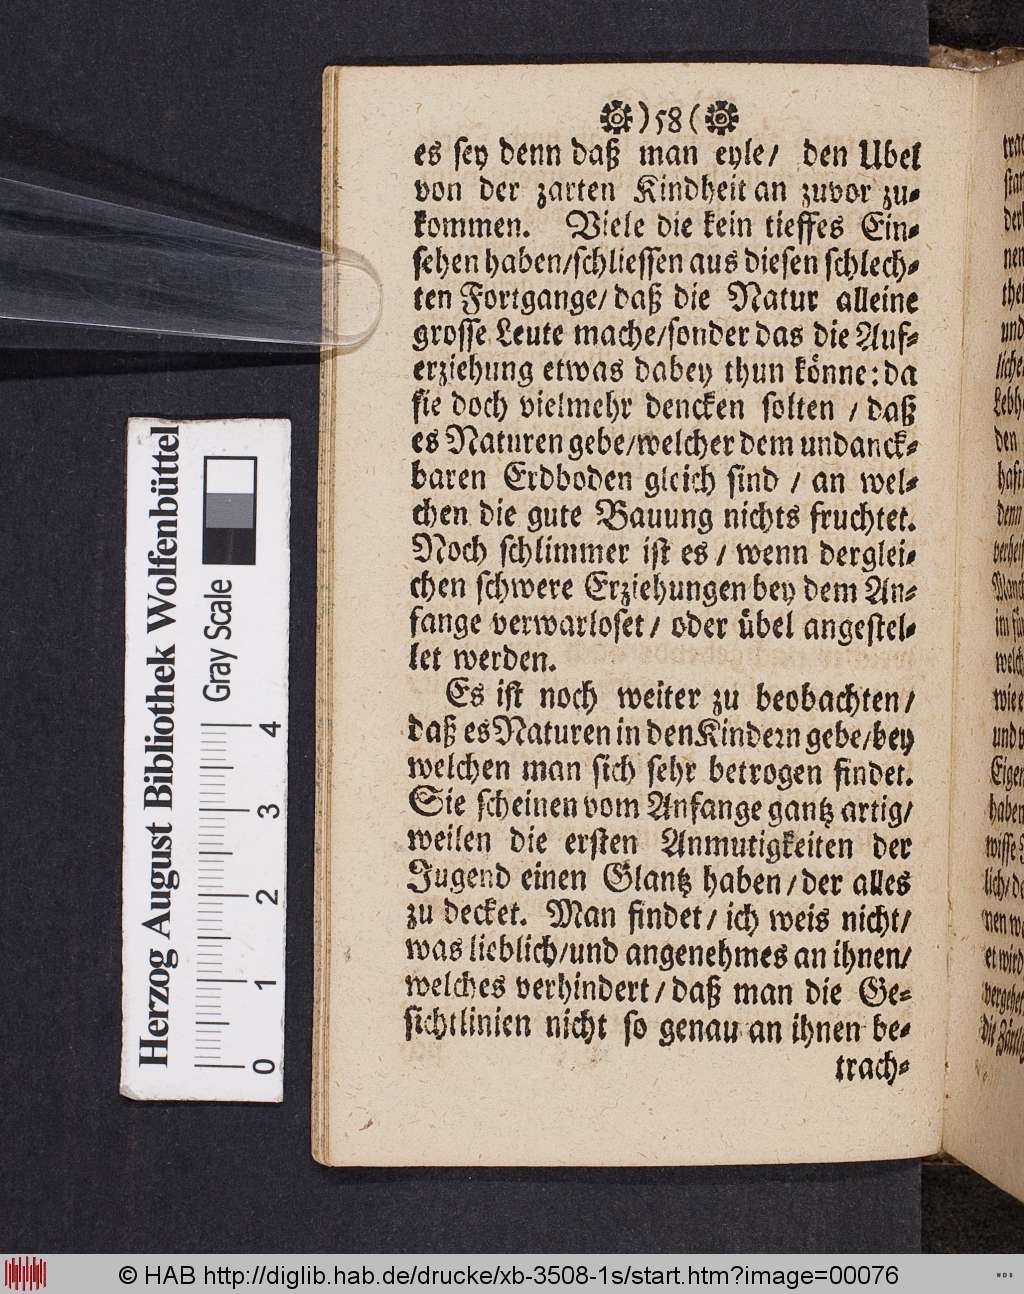 )58(
es sey denn daß man eyle/ den Ubel
von der zarten Kindheit an zuvor zu-
kommen. Viele die kein tieffes Ein-
sehen haben/schliessen aus diesen schlech-
ten Fortgange/ daß die Natur alleine
grosse Leute mache/sonder das die Auf-
erziehung etwas dabey thun könne: da
sie doch vielmehr dencken solten / daß
es Naturen gebe/welcher dem undanck-
baren Erdboden gleich sind / an wel-
chen die gute Bauung nichts fruchtet.
Noch schlimmer ist es / wenn derglei-
chen schwere Erziehungen bey dem An-
fange verwarloset/ oder übel angestel-
let werden.
Es ist noch weiter zu beobachten/
daß es Naturen in den Kindern gebe/bey
welchen man sich sehr betrogen findet.
Sie scheinen vom Anfange gantz artig/
weilen die ersten Anmutigkeiten der
Jugend einen Glantz haben/der alles
zu decket. Man findet/ ich weis nicht/
was lieblich/und angenehmes an ihnen/
welches verhindert/ daß man die Ge-
sichtlinien nicht so genau an ihnen be-
trach-
Herzog August Bibliothek Wolfenbüttel
Gray Scale
0 1 2 3 4
© HAB http://diglib.hab.de/drucke/xb-3508-1s/start.htm?image=00076